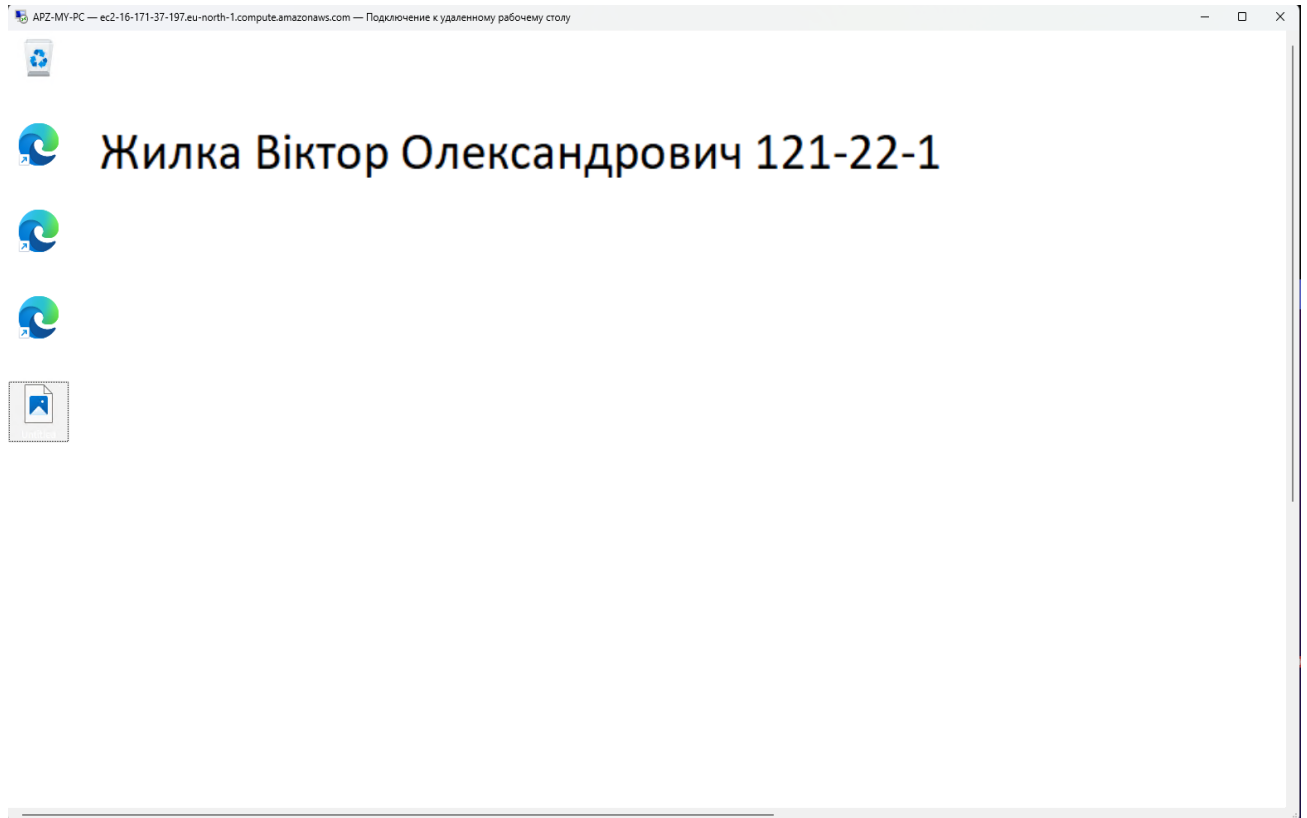 APZ-MY-PC — ec2-16-171-37-197.eu-north-1.compute.amazonaws.com — Подключение к удаленному рабочему столу
Жилка Віктор Олександрович 121-22-1